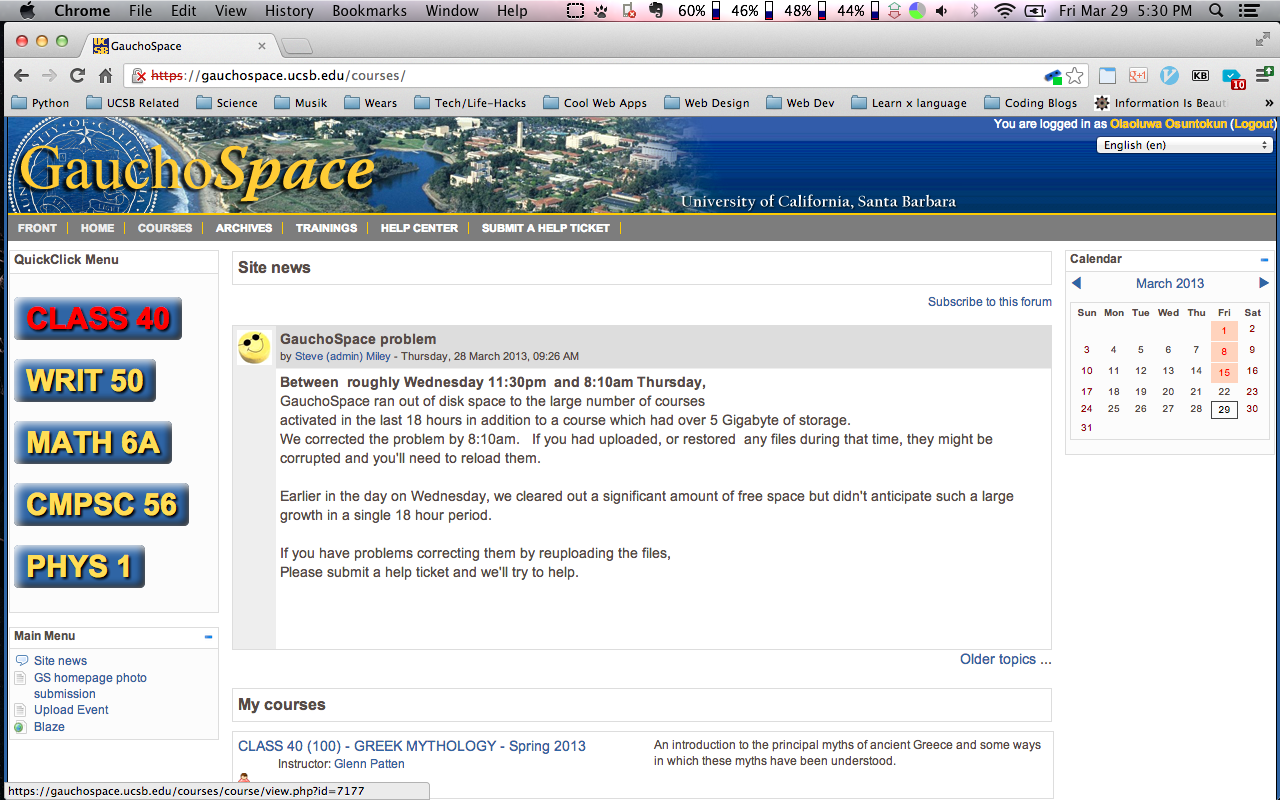 Chrome File Edit View History Bookmarks Window Help 60% 46% 48% 44% Fri Mar 29 5:30 PM
GauchoSpace
https://gauchospace.ucsb.edu/courses/
g+1 KB 10
Python UCSB Related Science Musik Wears Tech/Life-Hacks Cool Web Apps Web Design Web Dev Learn x language Coding Blogs Information Is Beau »
You are logged in as Olaoluwa Osuntokun (Logout)
English (en)
GauchoSpace
University of California, Santa Barbara
FRONT HOME COURSES ARCHIVES TRAININGS HELP CENTER SUBMIT A HELP TICKET
QuickClick Menu
CLASS 40
WRIT 50
MATH 6A
CMPSC 56
PHYS 1
Main Menu
Site news
GS homepage photo
submission
Upload Event
Blaze
Site news
Subscribe to this forum
GauchoSpace problem
by Steve (admin) Miley - Thursday, 28 March 2013, 09:26 AM
Between roughly Wednesday 11:30pm and 8:10am Thursday,
GauchoSpace ran out of disk space to the large number of courses
activated in the last 18 hours in addition to a course which had over 5 Gigabyte of storage.
We corrected the problem by 8:10am. If you had uploaded, or restored any files during that time, they might be
corrupted and you'll need to reload them.
Earlier in the day on Wednesday, we cleared out a significant amount of free space but didn't anticipate such a large
growth in a single 18 hour period.
If you have problems correcting them by reuploading the files,
Please submit a help ticket and we'll try to help.
Older topics ...
My courses
CLASS 40 (100) - GREEK MYTHOLOGY - Spring 2013
Instructor: Glenn Patten
An introduction to the principal myths of ancient Greece and some ways
in which these myths have been understood.
Calendar
March 2013
Sun Mon Tue Wed Thu Fri Sat
1 2
3 4 5 6 7 8 9
10 11 12 13 14 15 16
17 18 19 20 21 22 23
24 25 26 27 28 29 30
31
https://gauchospace.ucsb.edu/courses/course/view.php?id=7177